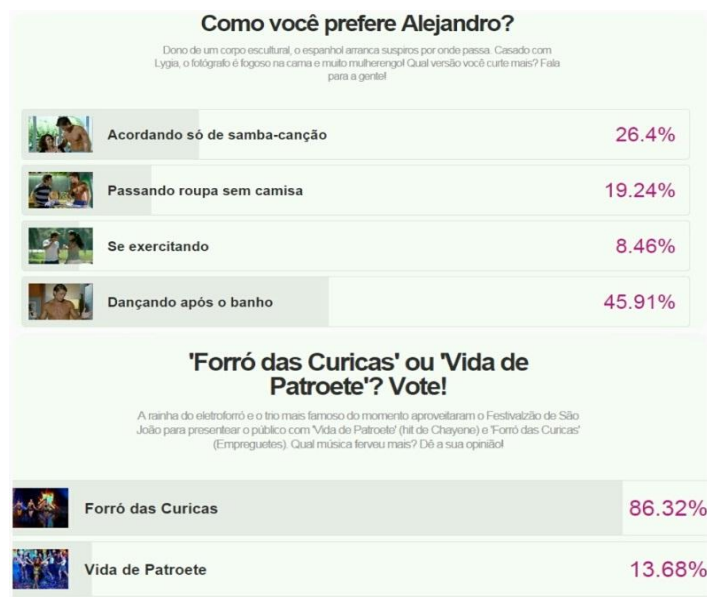 Como você prefere Alejandro?
Dono de um corpo escultural, o espanhol arranca suspiros por onde passa. Casado com
Lygia, o fotógrafo é fogoso na cama e muito mulherengo! Qual versão você curte mais? Fala
para a gente!
Acordando só de samba-canção 26.4%
Passando roupa sem camisa 19.24%
Se exercitando 8.46%
Dançando após o banho 45.91%
'Forró das Curicas' ou 'Vida de
Patroete'? Vote!
A rainha do eletroforró e o trio mais famoso do momento aproveitaram o Festivalzão de São
João para presentear o público com 'Vida de Patroete' (hit de Chayene) e 'Forró das Curicas'
(Empreguetes). Qual música ferveu mais? Dê a sua opinião!
Forró das Curicas 86.32%
Vida de Patroete 13.68%